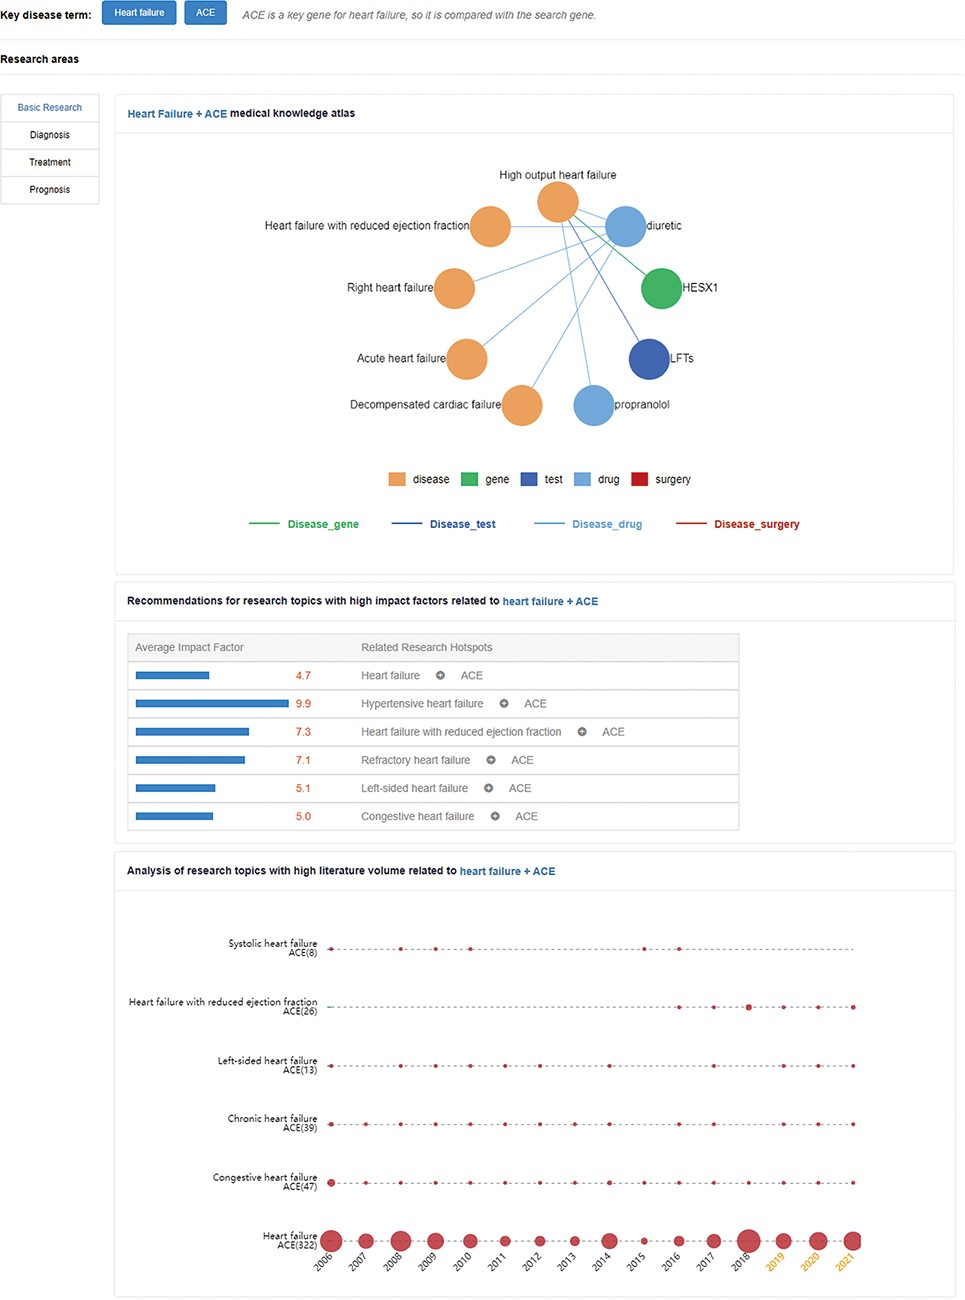 Key disease term: Heart failure ACE ACE is a key gene for heart failure, so it is compared with the search gene.
Research areas
Basic Research
Diagnosis
Treatment
Prognosis
Heart Failure + ACE medical knowledge atlas
High output heart failure
Heart failure with reduced ejection fraction
diuretic
Right heart failure
HESX1
Acute heart failure
LFTs
Decompensated cardiac failure
propranolol
disease gene test drug surgery
Disease_gene Disease_test Disease_drug Disease_surgery
Recommendations for research topics with high impact factors related to heart failure + ACE
Average Impact Factor Related Research Hotspots
4.7 Heart failure ACE
9.9 Hypertensive heart failure ACE
7.3 Heart failure with reduced ejection fraction ACE
7.1 Refractory heart failure ACE
5.1 Left-sided heart failure ACE
5.0 Congestive heart failure ACE
Analysis of research topics with high literature volume related to heart failure + ACE
Systolic heart failure
ACE(8)
Heart failure with reduced ejection fraction
ACE(26)
Left-sided heart failure
ACE(13)
Chronic heart failure
ACE(39)
Congestive heart failure
ACE(47)
Heart failure
ACE(322)
2006 2007 2008 2009 2010 2011 2012 2013 2014 2015 2016 2017 2018 2019 2020 2021